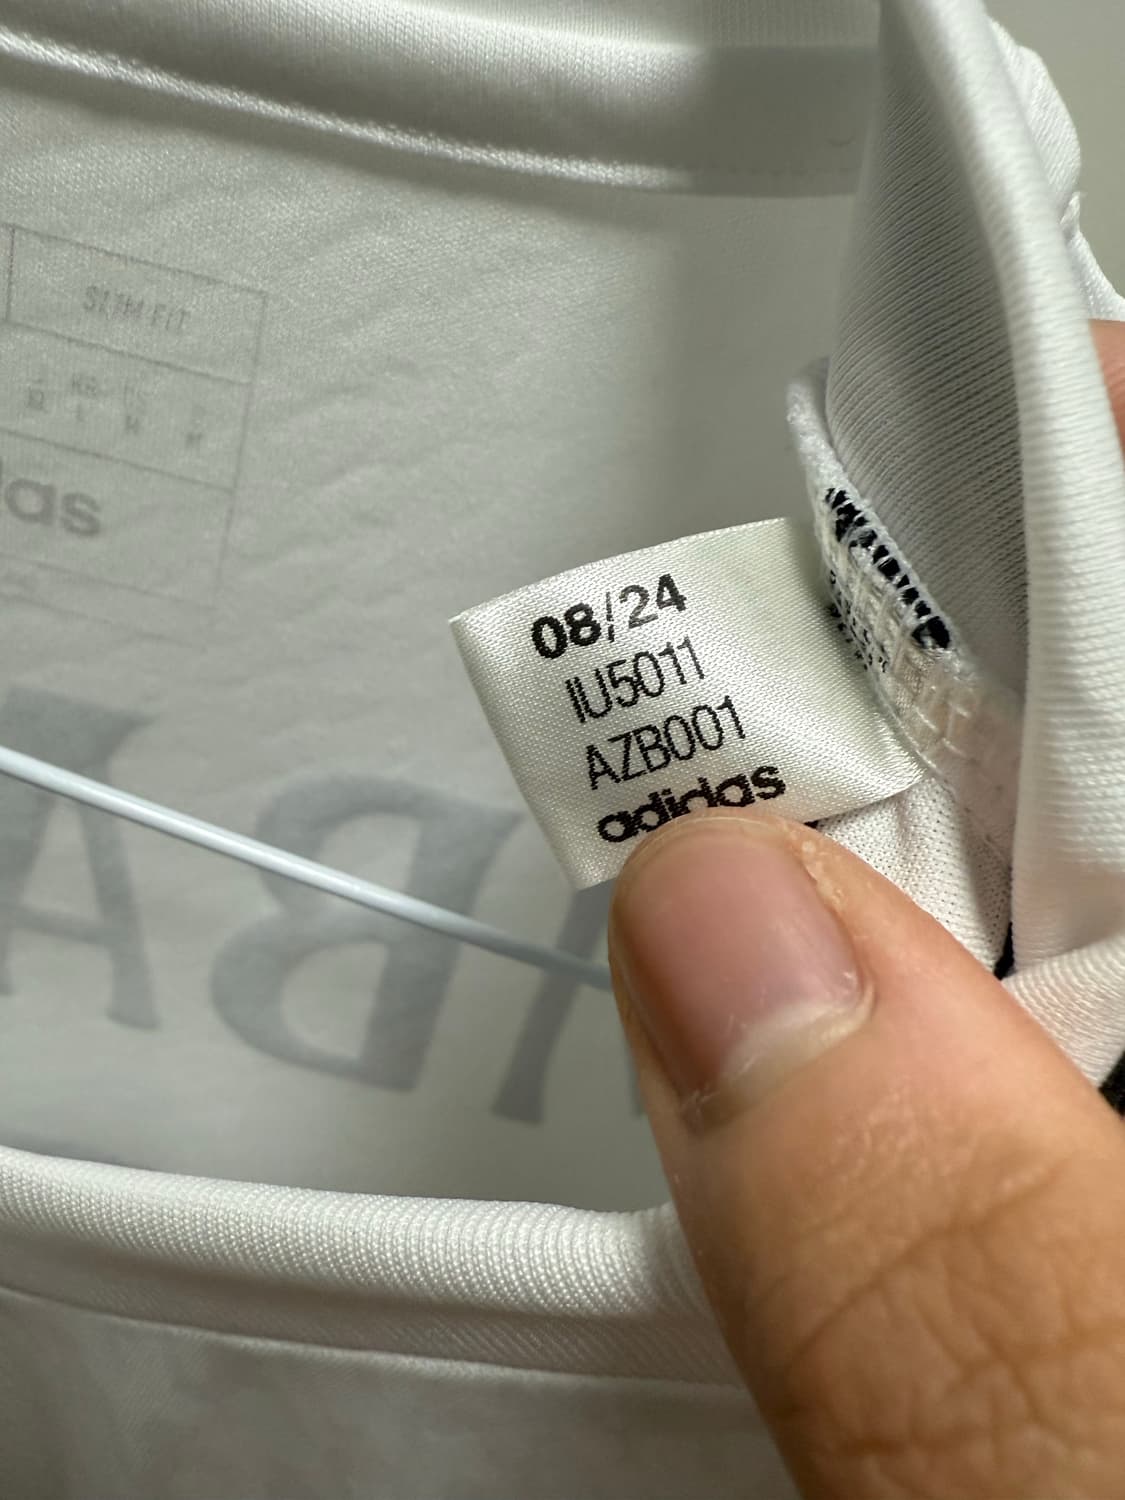 SLIM FIT
das
08/24
IU5011
AZB001
adidas